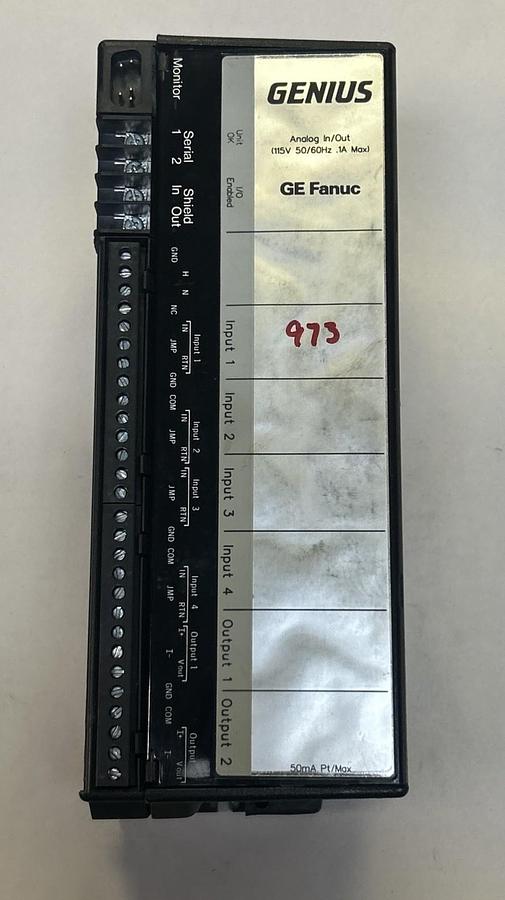 GENIUS
Analog In/Out
(115V 50/60Hz .1A Max)
GE Fanuc
973
50mA Pt/Max
Unit
OK
I/O
Enabled
Input 1
Input 2
Input 3
Input 4
Output 1
Output 2
Monitor
Serial
1 2
Shield
In Out
GND
H
N
NC
Input 1
IN
JMP
RTN
GND COM
Input 2
IN
JMP
RTN
Input 3
IN
JMP
RTN
GND COM
Input 4
IN
JMP
RTN
Output 1
I+
I-
Vout
GND COM
Output
I+
I-
Vout